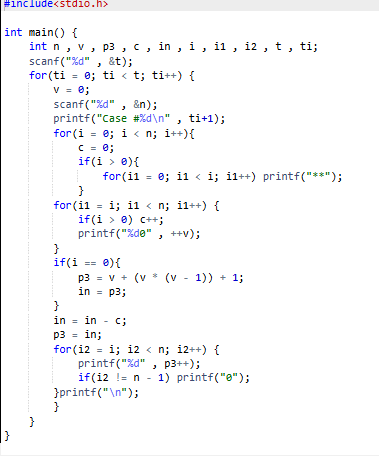 #include<stdio.h>
int main() {
int n , v , p3 , c , in , i , i1 , i2 , t , ti;
scanf("%d" , &t);
for(ti = 0; ti < t; ti++) {
v = 0;
scanf("%d" , &n);
printf("Case #%d\n" , ti+1);
for(i = 0; i < n; i++){
c = 0;
if(i > 0){
for(i1 = 0; i1 < i; i1++) printf("**");
}
for(i1 = i; i1 < n; i1++) {
if(i > 0) c++;
printf("%d0" , ++v);
}
if(i == 0){
p3 = v + (v * (v - 1)) + 1;
in = p3;
}
in = in - c;
p3 = in;
for(i2 = i; i2 < n; i2++) {
printf("%d" , p3++);
if(i2 != n - 1) printf("0");
}printf("\n");
}
}
}